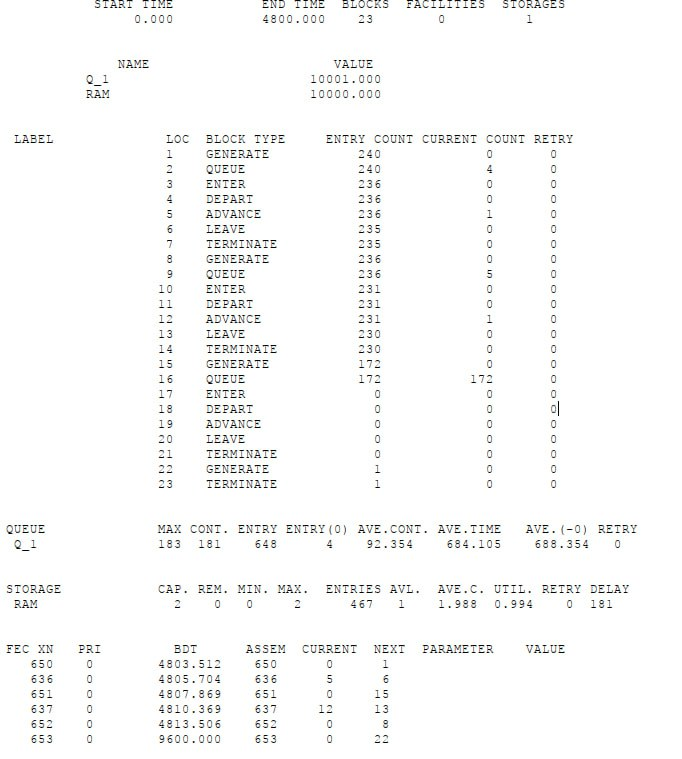 START TIME END TIME BLOCKS FACILITIES STORAGES
0.000 4800.000 23 0 1
NAME VALUE
Q_1 10001.000
RAM 10000.000
LABEL LOC BLOCK TYPE ENTRY COUNT CURRENT COUNT RETRY
1 GENERATE 240 0 0
2 QUEUE 240 4 0
3 ENTER 236 0 0
4 DEPART 236 0 0
5 ADVANCE 236 1 0
6 LEAVE 235 0 0
7 TERMINATE 235 0 0
8 GENERATE 236 0 0
9 QUEUE 236 5 0
10 ENTER 231 0 0
11 DEPART 231 0 0
12 ADVANCE 231 1 0
13 LEAVE 230 0 0
14 TERMINATE 230 0 0
15 GENERATE 172 0 0
16 QUEUE 172 172 0
17 ENTER 0 0 0
18 DEPART 0 0 0
19 ADVANCE 0 0 0
20 LEAVE 0 0 0
21 TERMINATE 0 0 0
22 GENERATE 1 0 0
23 TERMINATE 1 0 0
QUEUE MAX CONT. ENTRY ENTRY(0) AVE.CONT. AVE.TIME AVE.(-0) RETRY
Q_1 183 181 648 4 92.354 684.105 688.354 0
STORAGE CAP. REM. MIN. MAX. ENTRIES AVL. AVE.C. UTIL. RETRY DELAY
RAM 2 0 0 2 467 1 1.988 0.994 0 181
FEC XN PRI BDT ASSEM CURRENT NEXT PARAMETER VALUE
650 0 4803.512 650 0 1
636 0 4805.704 636 5 6
651 0 4807.869 651 0 15
637 0 4810.369 637 12 13
652 0 4813.506 652 0 8
653 0 9600.000 653 0 22